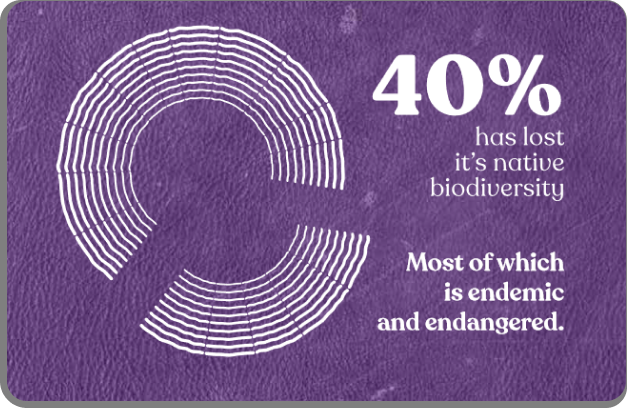 40%
has lost
it's native
biodiversity
Most of which
is endemic
and endangered.